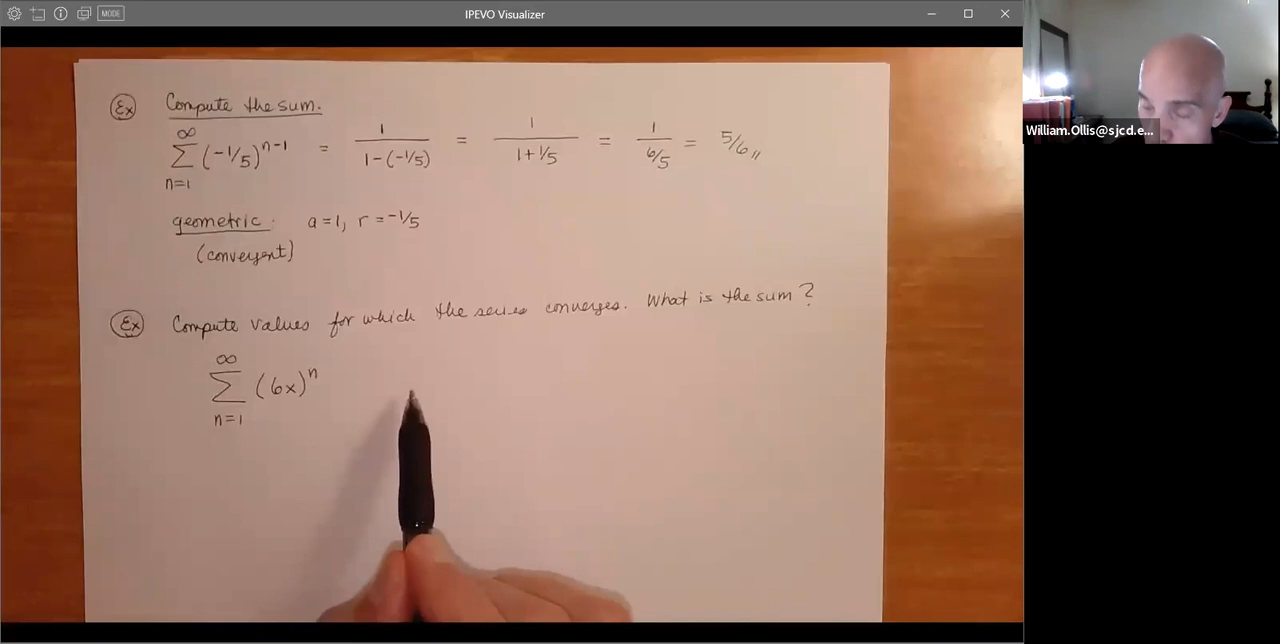 MODE
IPEVO Visualizer
William.Ollis@sjcd.e...
Ex Compute the sum.
∞
Σ (-1/5)^{n-1} = 1/(1-(-1/5)) = 1/(1+1/5) = 1/(6/5) = 5/6 〃
n=1
geometric: a=1, r=-1/5
(convergent)
Ex Compute values for which the series converges. What is the sum?
∞
Σ (6x)^n
n=1